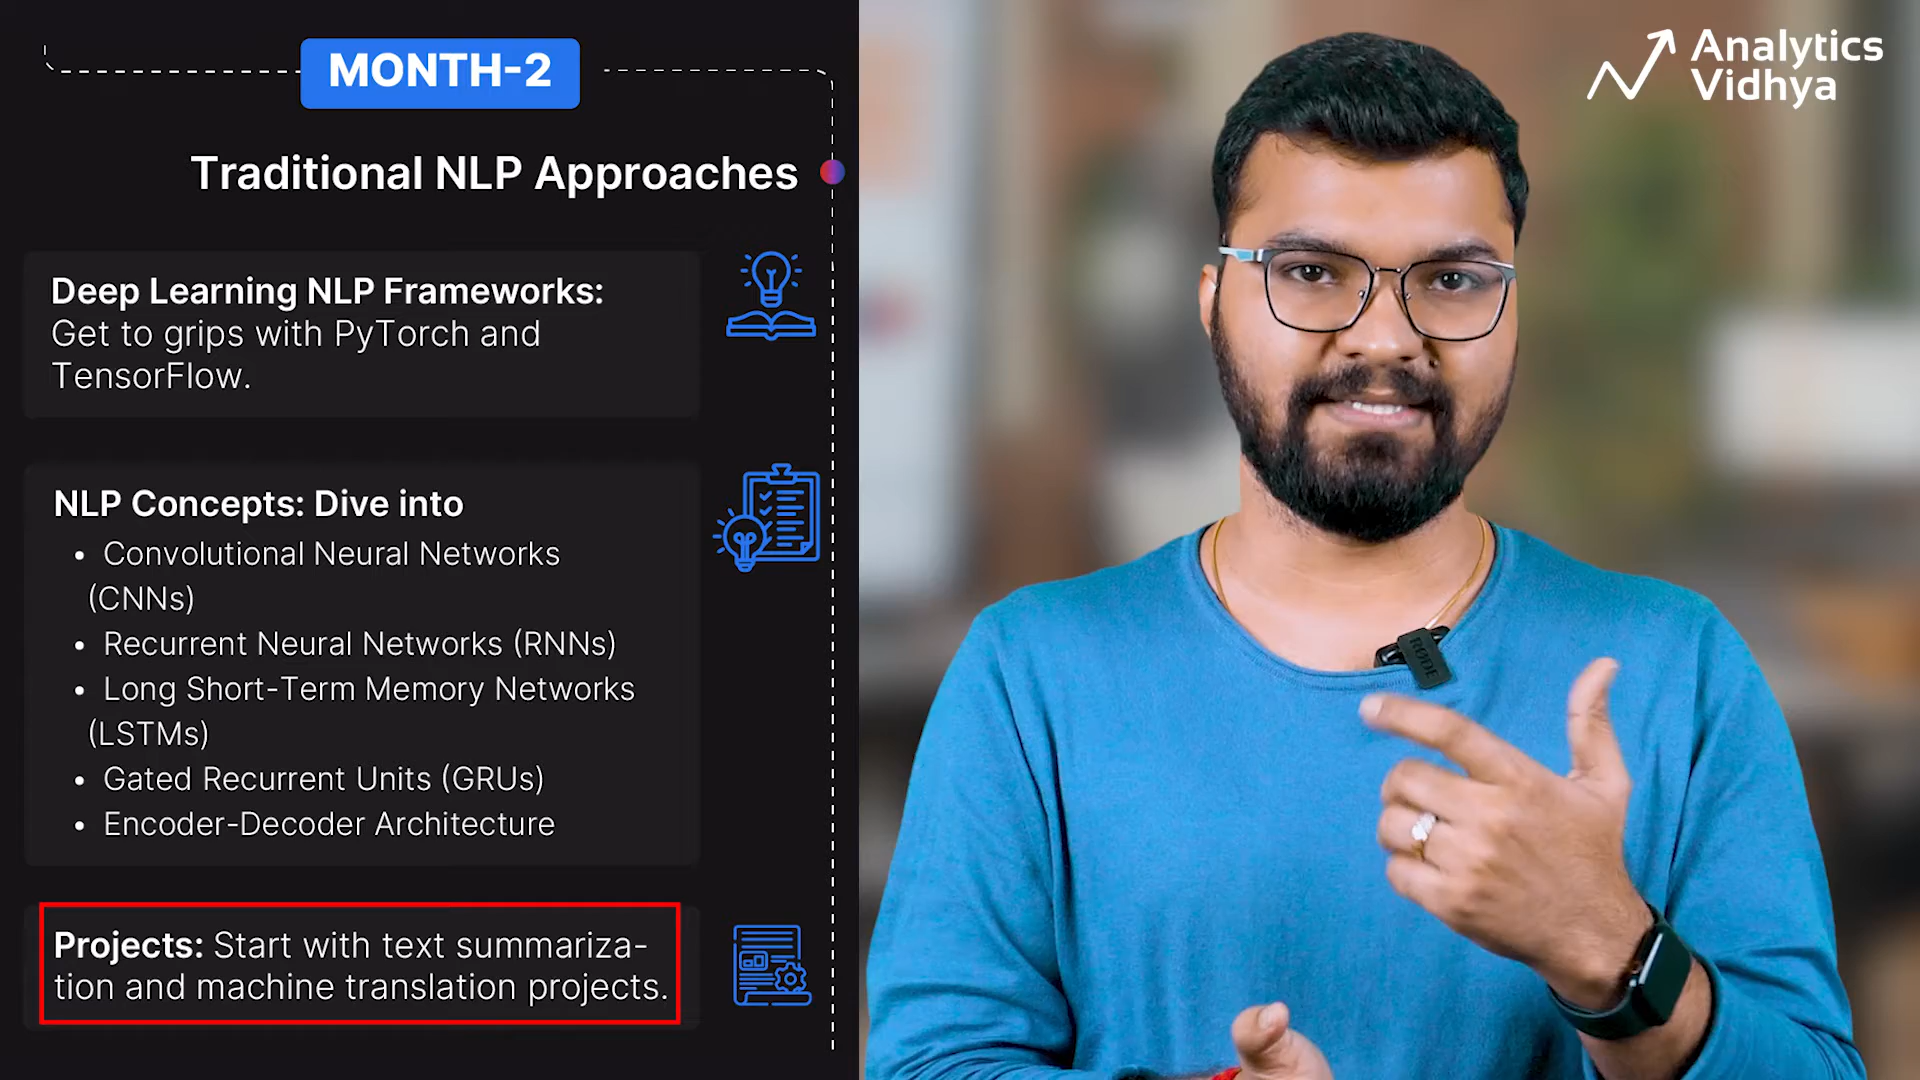 MONTH-2
Traditional NLP Approaches
Deep Learning NLP Frameworks:
Get to grips with PyTorch and
TensorFlow.
NLP Concepts: Dive into
• Convolutional Neural Networks
(CNNs)
• Recurrent Neural Networks (RNNs)
• Long Short-Term Memory Networks
(LSTMs)
• Gated Recurrent Units (GRUs)
• Encoder-Decoder Architecture
Projects: Start with text summariza-
tion and machine translation projects.
Analytics
Vidhya
RØDE